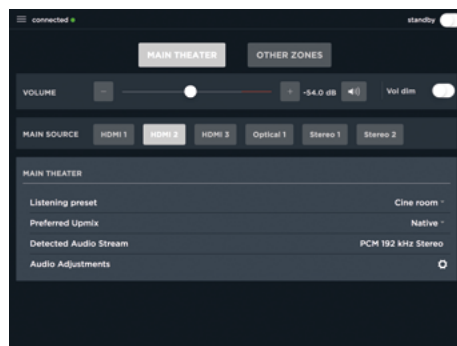 connected
standby
MAIN THEATER
OTHER ZONES
VOLUME - + -54.0 dB Vol dim
MAIN SOURCE HDMI 1 HDMI 2 HDMI 3 Optical 1 Stereo 1 Stereo 2
MAIN THEATER
Listening preset Cine room
Preferred Upmix Native
Detected Audio Stream PCM 192 kHz Stereo
Audio Adjustments